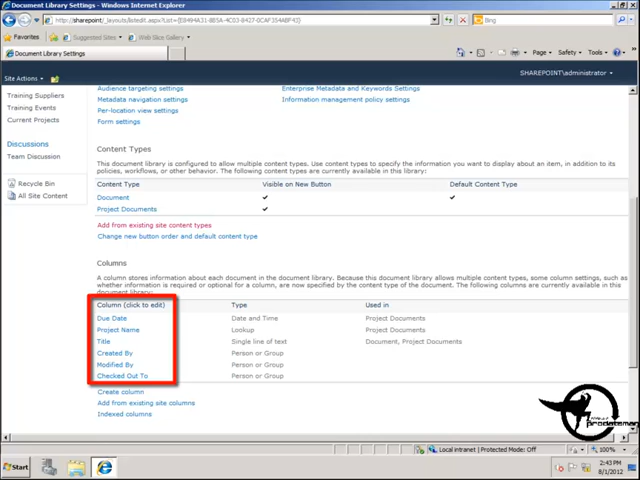 Document Library Settings - Windows Internet Explorer
http://sharepoint/_layouts/listedit.aspx?List={E84f4A31-8B5A-4C03-8427-0CAF354ABF43}
Bing
Favorites Suggested Sites Web Slice Gallery
Document Library Settings
Page Safety Tools
Site Actions
SHAREPOINT\administrator
Training Suppliers
Training Events
Current Projects
Discussions
Team Discussion
Recycle Bin
All Site Content
Audience targeting settings
Enterprise Metadata and Keywords Settings
Metadata navigation settings
Information management policy settings
Per-location view settings
Form settings
Content Types
This document library is configured to allow multiple content types. Use content types to specify the information you want to display about an item, in addition to its
policies, workflows, or other behavior. The following content types are currently available in this library:
Content Type Visible on New Button Default Content Type
Document
Project Documents
Add from existing site content types
Change new button order and default content type
Columns
A column stores information about each document in the document library. Because this document library allows multiple content types, some column settings, such as
whether information is required or optional for a column, are now specified by the content type of the document. The following columns are currently available in this
document library:
Column (click to edit) Type Used in
Due Date Date and Time Project Documents
Project Name Lookup Project Documents
Title Single line of text Document, Project Documents
Created By Person or Group
Modified By Person or Group
Checked Out To Person or Group
Create column
Add from existing site columns
Indexed columns
prodataman
Local intranet | Protected Mode: Off
100%
Start
2:43 PM
8/1/2012